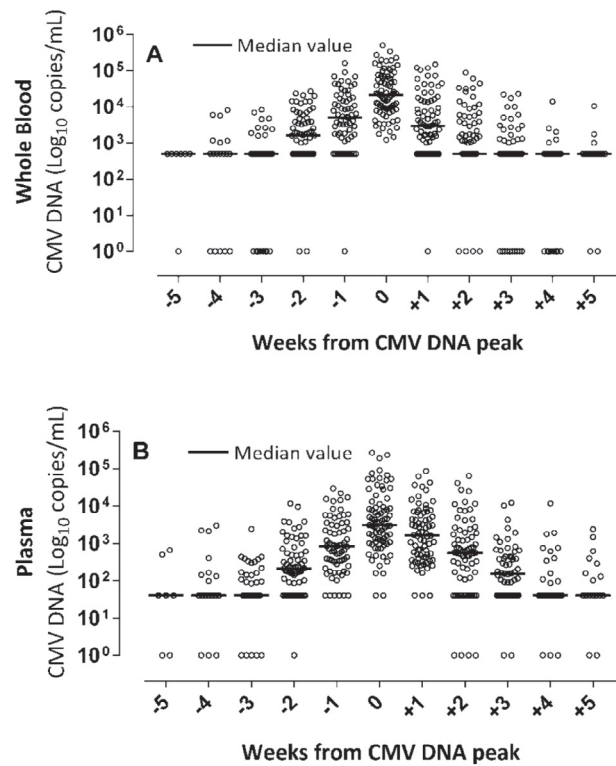 A
Median value
Whole Blood
CMV DNA (Log₁₀ copies/mL)
10⁶
10⁵
10⁴
10³
10²
10¹
10⁰
-5 -4 -3 -2 -1 0 +1 +2 +3 +4 +5
Weeks from CMV DNA peak
B
Median value
Plasma
CMV DNA (Log₁₀ copies/mL)
10⁶
10⁵
10⁴
10³
10²
10¹
10⁰
-5 -4 -3 -2 -1 0 +1 +2 +3 +4 +5
Weeks from CMV DNA peak